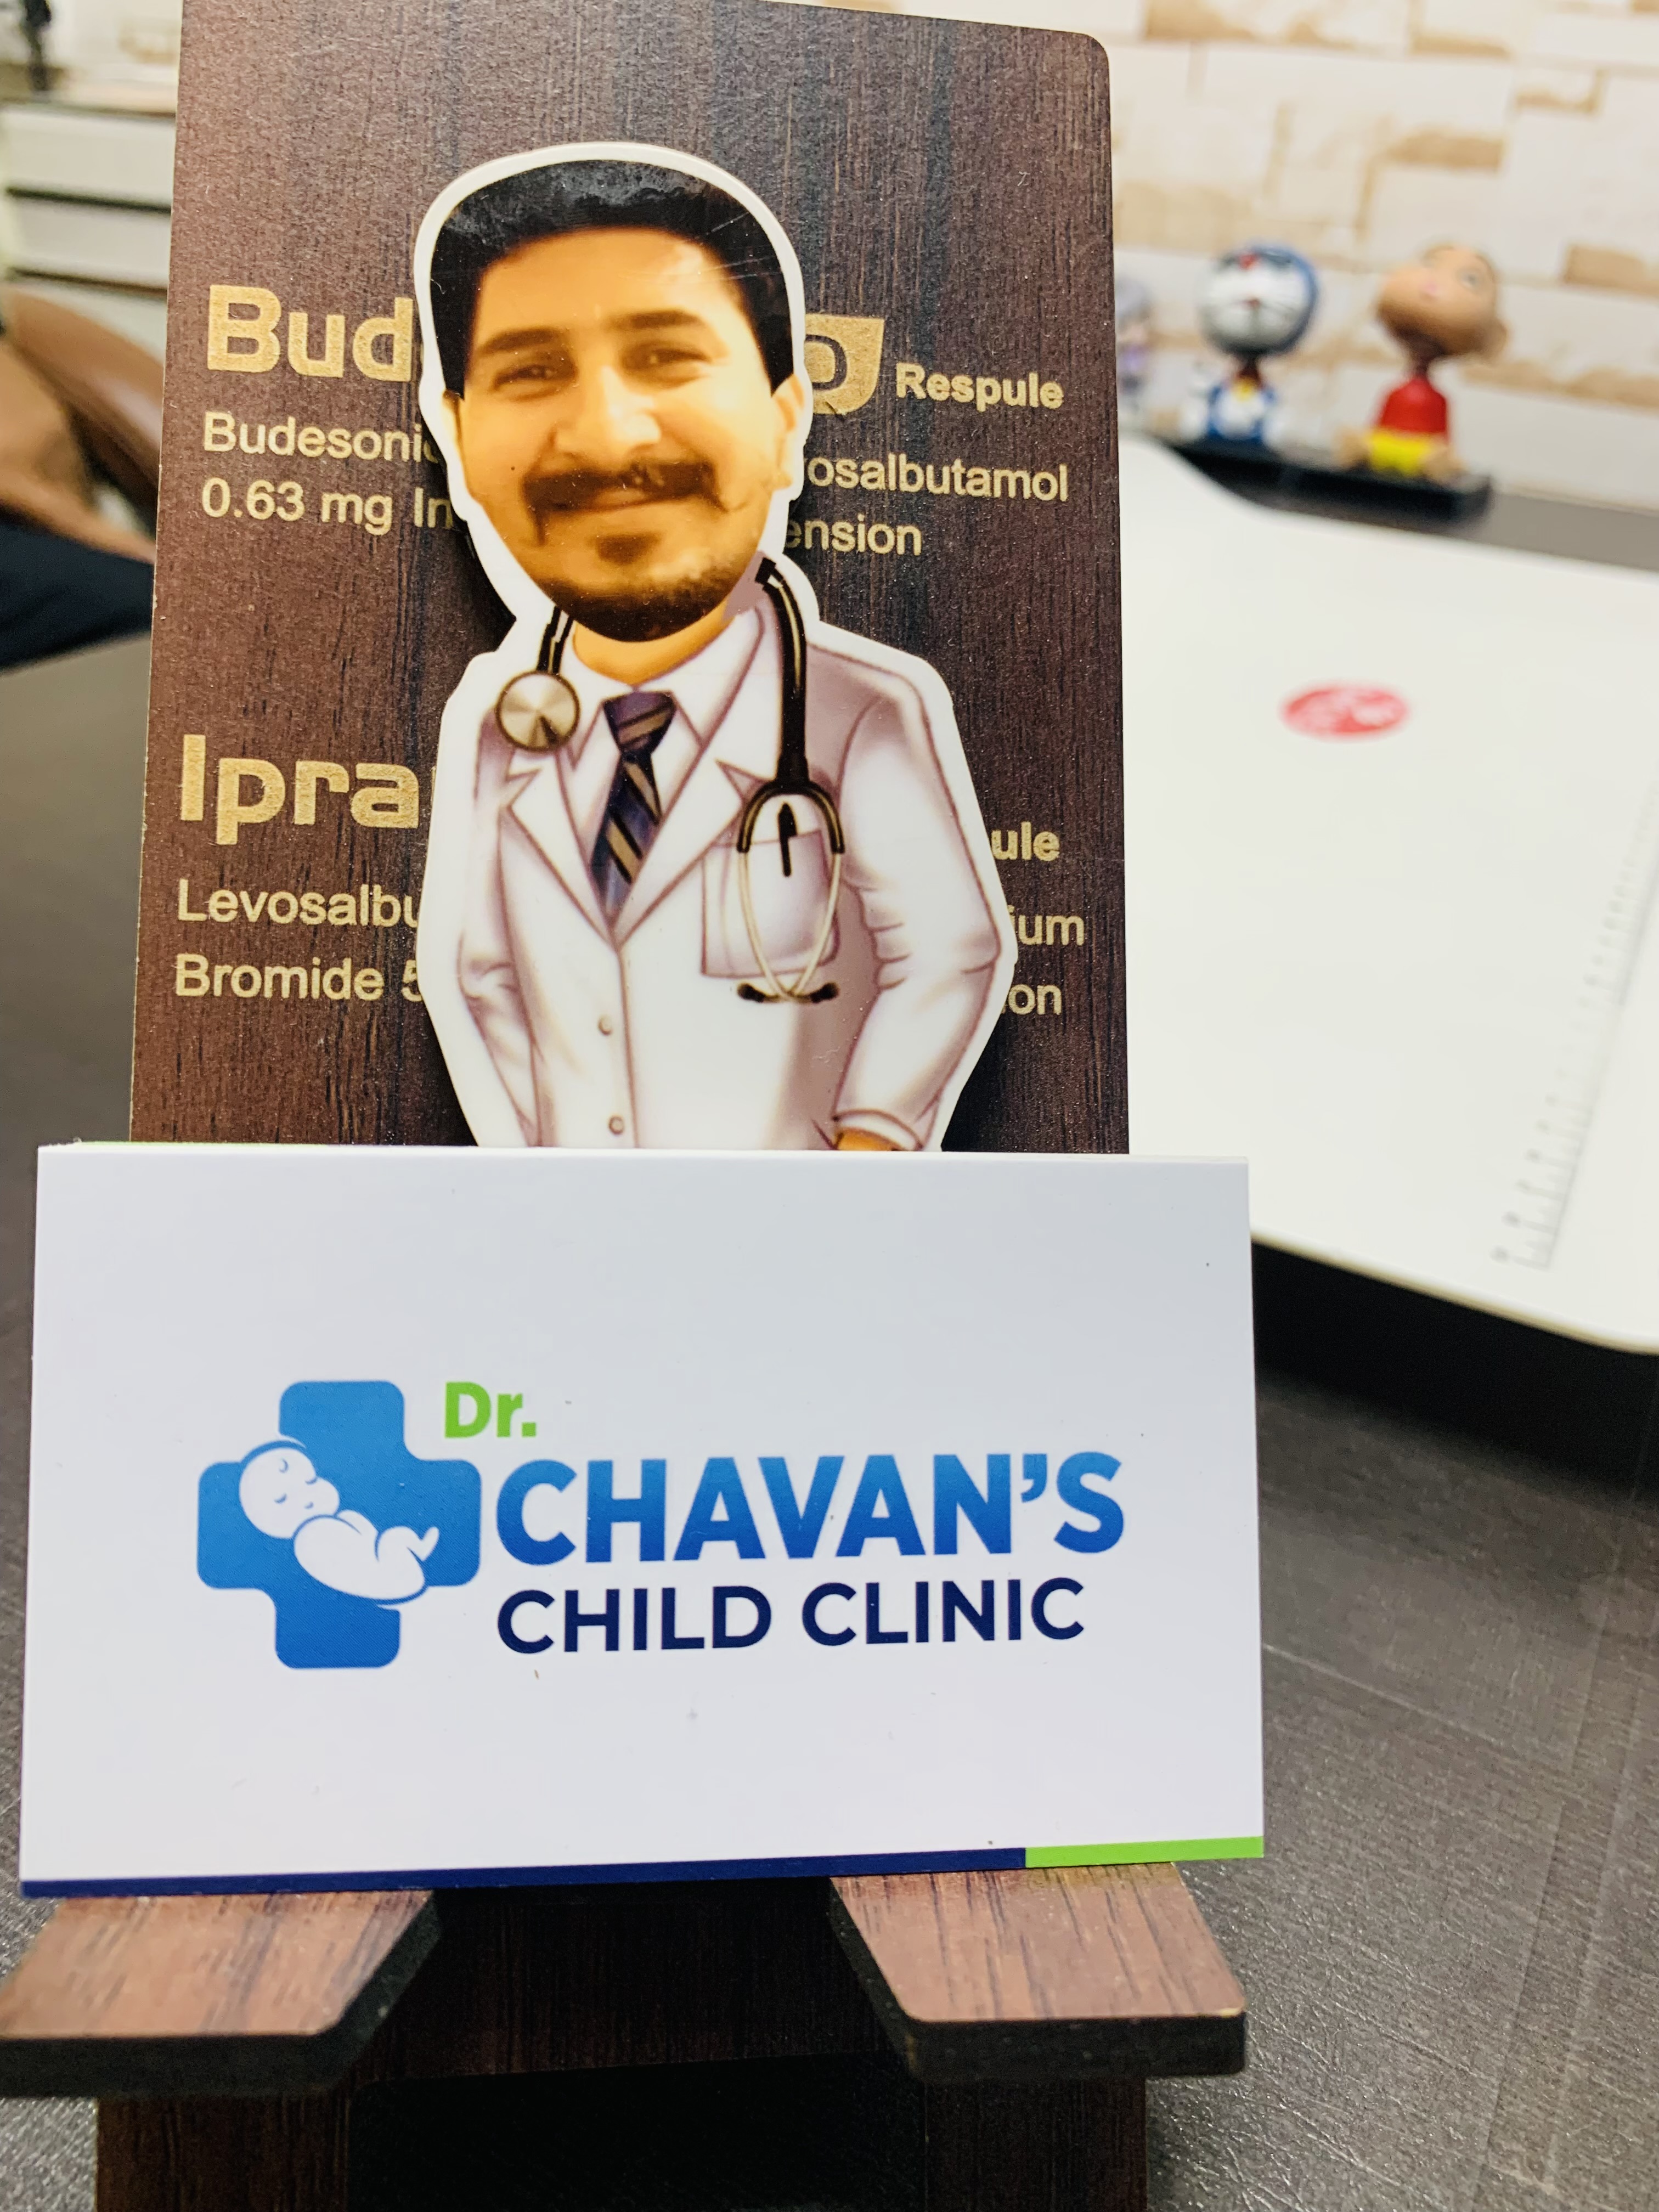 Bud
Respule
Budesoni
osalbutamol
0.63 mg In
ension
Ipra
ule
Levosalbu
ium
Bromide 5
on
Dr.
CHAVAN'S
CHILD CLINIC